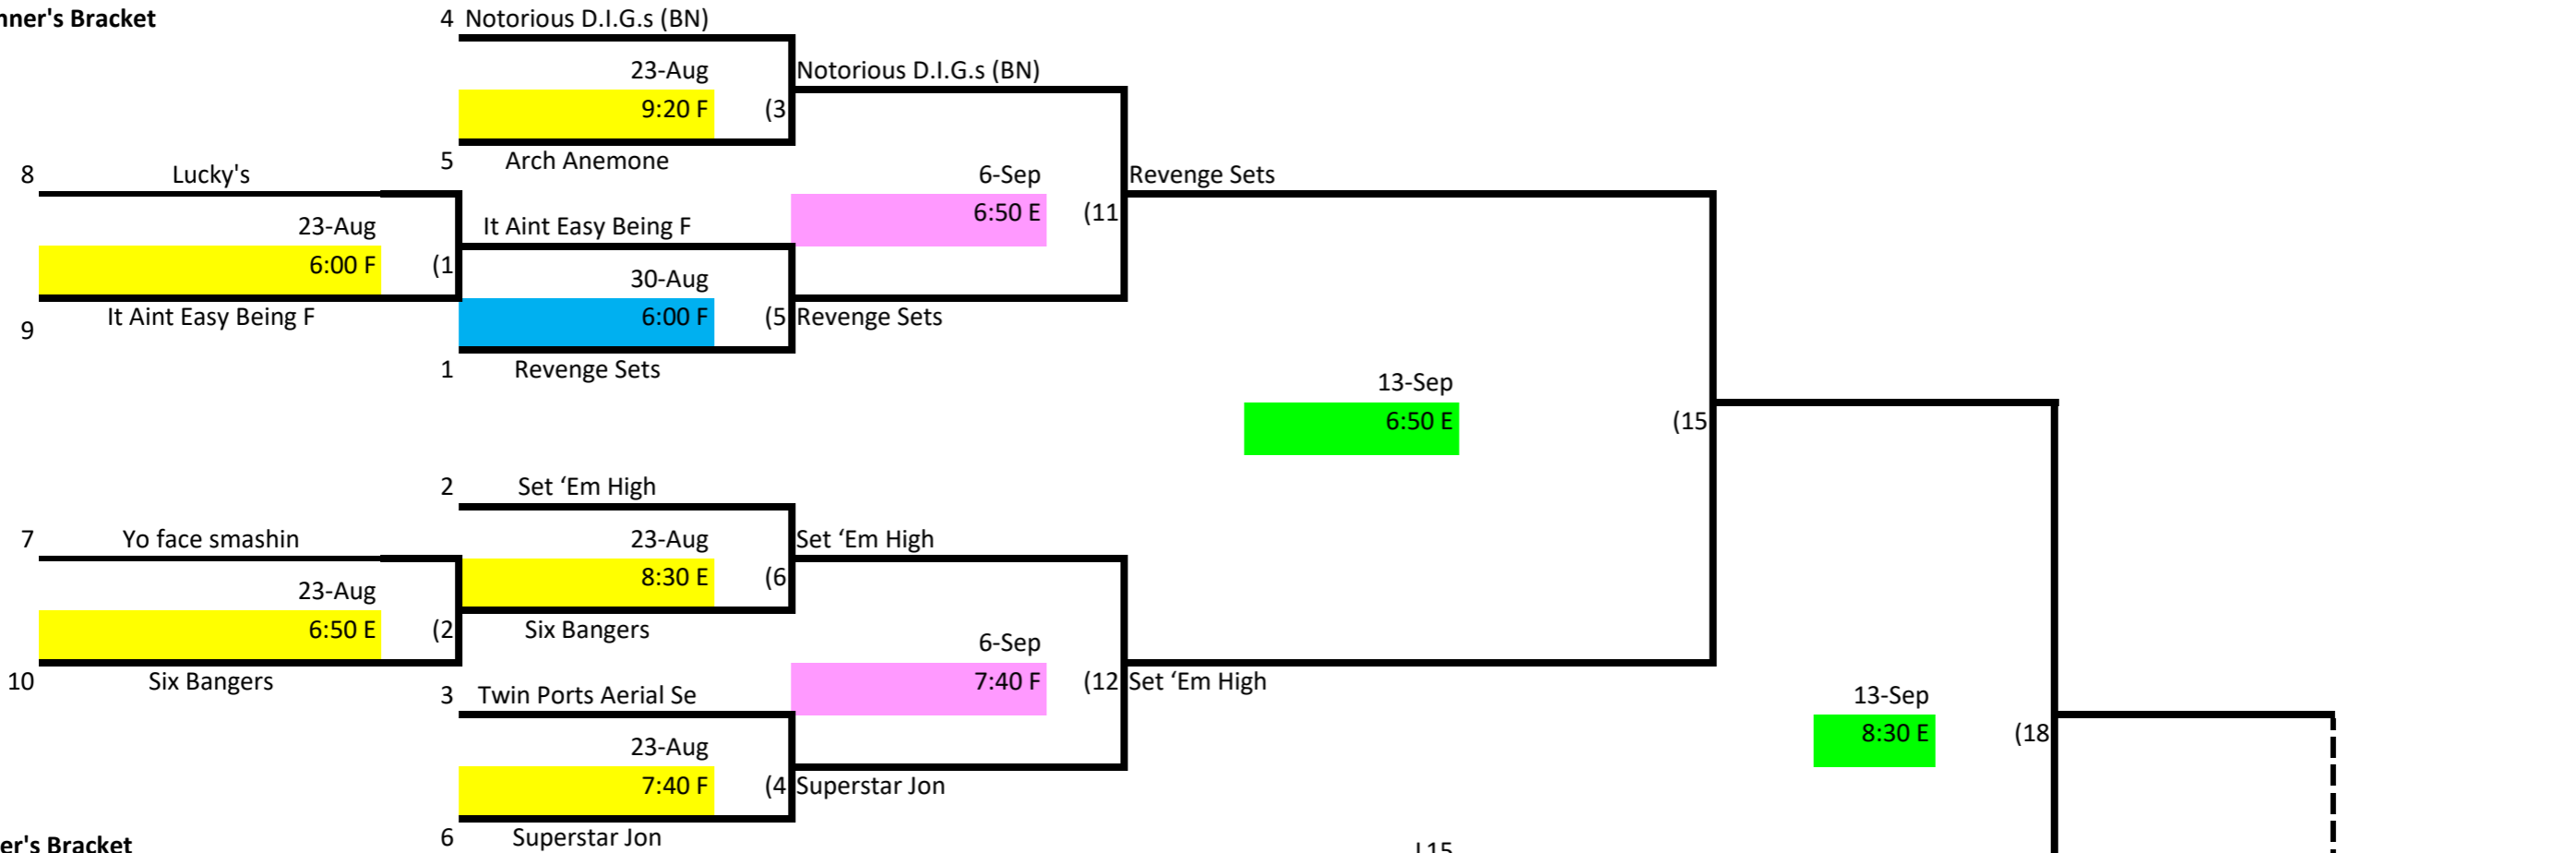 nner's Bracket
4 Notorious D.I.G.s (BN)
23-Aug
Notorious D.I.G.s (BN)
9:20 F (3
5 Arch Anemone
8 Lucky's
6-Sep
Revenge Sets
6:50 E (11
23-Aug
It Aint Easy Being F
6:00 F (1
30-Aug
9 It Aint Easy Being F
6:00 F (5 Revenge Sets
1 Revenge Sets
13-Sep
6:50 E (15
2 Set ‘Em High
7 Yo face smashin
23-Aug
Set ‘Em High
8:30 E (6
23-Aug
6:50 E (2
Six Bangers
6-Sep
10 Six Bangers
7:40 F (12 Set ‘Em High
3 Twin Ports Aerial Se
13-Sep
8:30 E (18
23-Aug
7:40 F (4 Superstar Jon
6 Superstar Jon
er's Bracket
L15